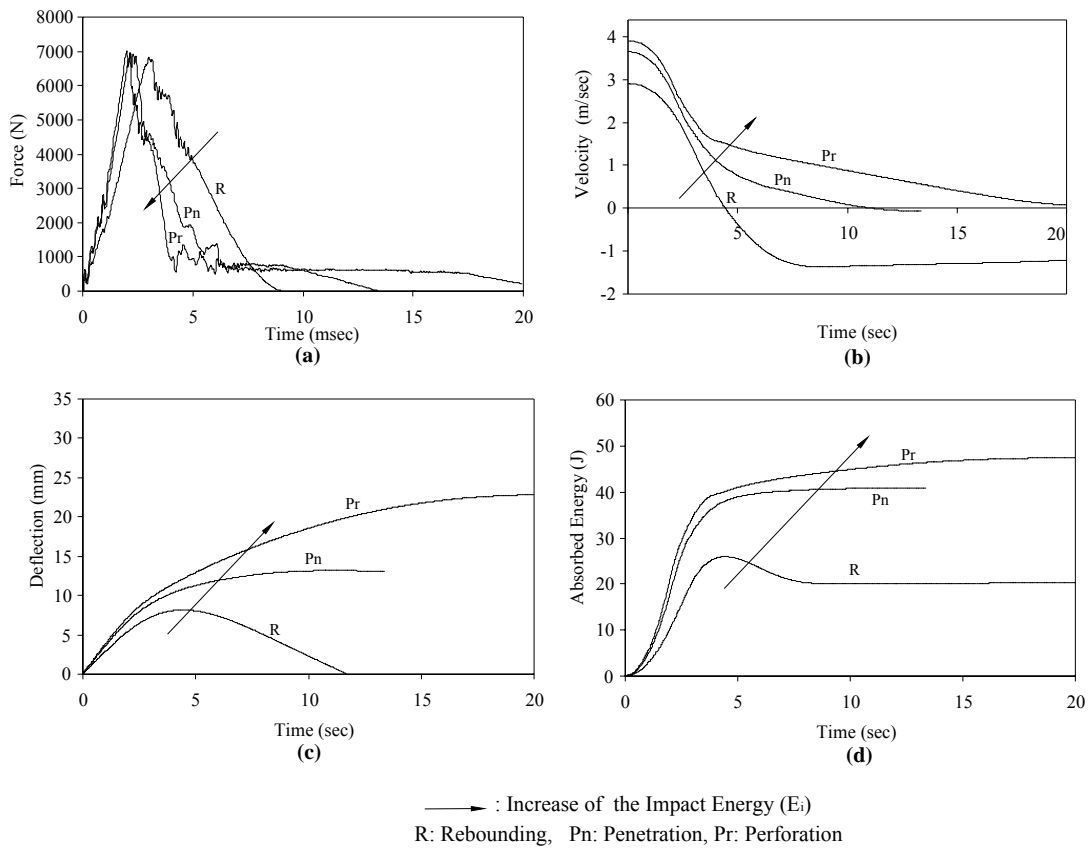 8000
7000
6000
5000
4000
3000
2000
1000
0
Force (N)
R
Pn
Pr
0 5 10 15 20
Time (msec)
(a)
4
3
2
1
0
-1
-2
Velocity (m/sec)
Pr
Pn
R
5 10 15 20
Time (sec)
(b)
35
30
25
20
15
10
5
0
Deflection (mm)
Pr
Pn
R
0 5 10 15 20
Time (sec)
(c)
60
50
40
30
20
10
0
Absorbed Energy (J)
Pr
Pn
R
0 5 10 15 20
Time (sec)
(d)
: Increase of the Impact Energy (Ei)
R: Rebounding, Pn: Penetration, Pr: Perforation